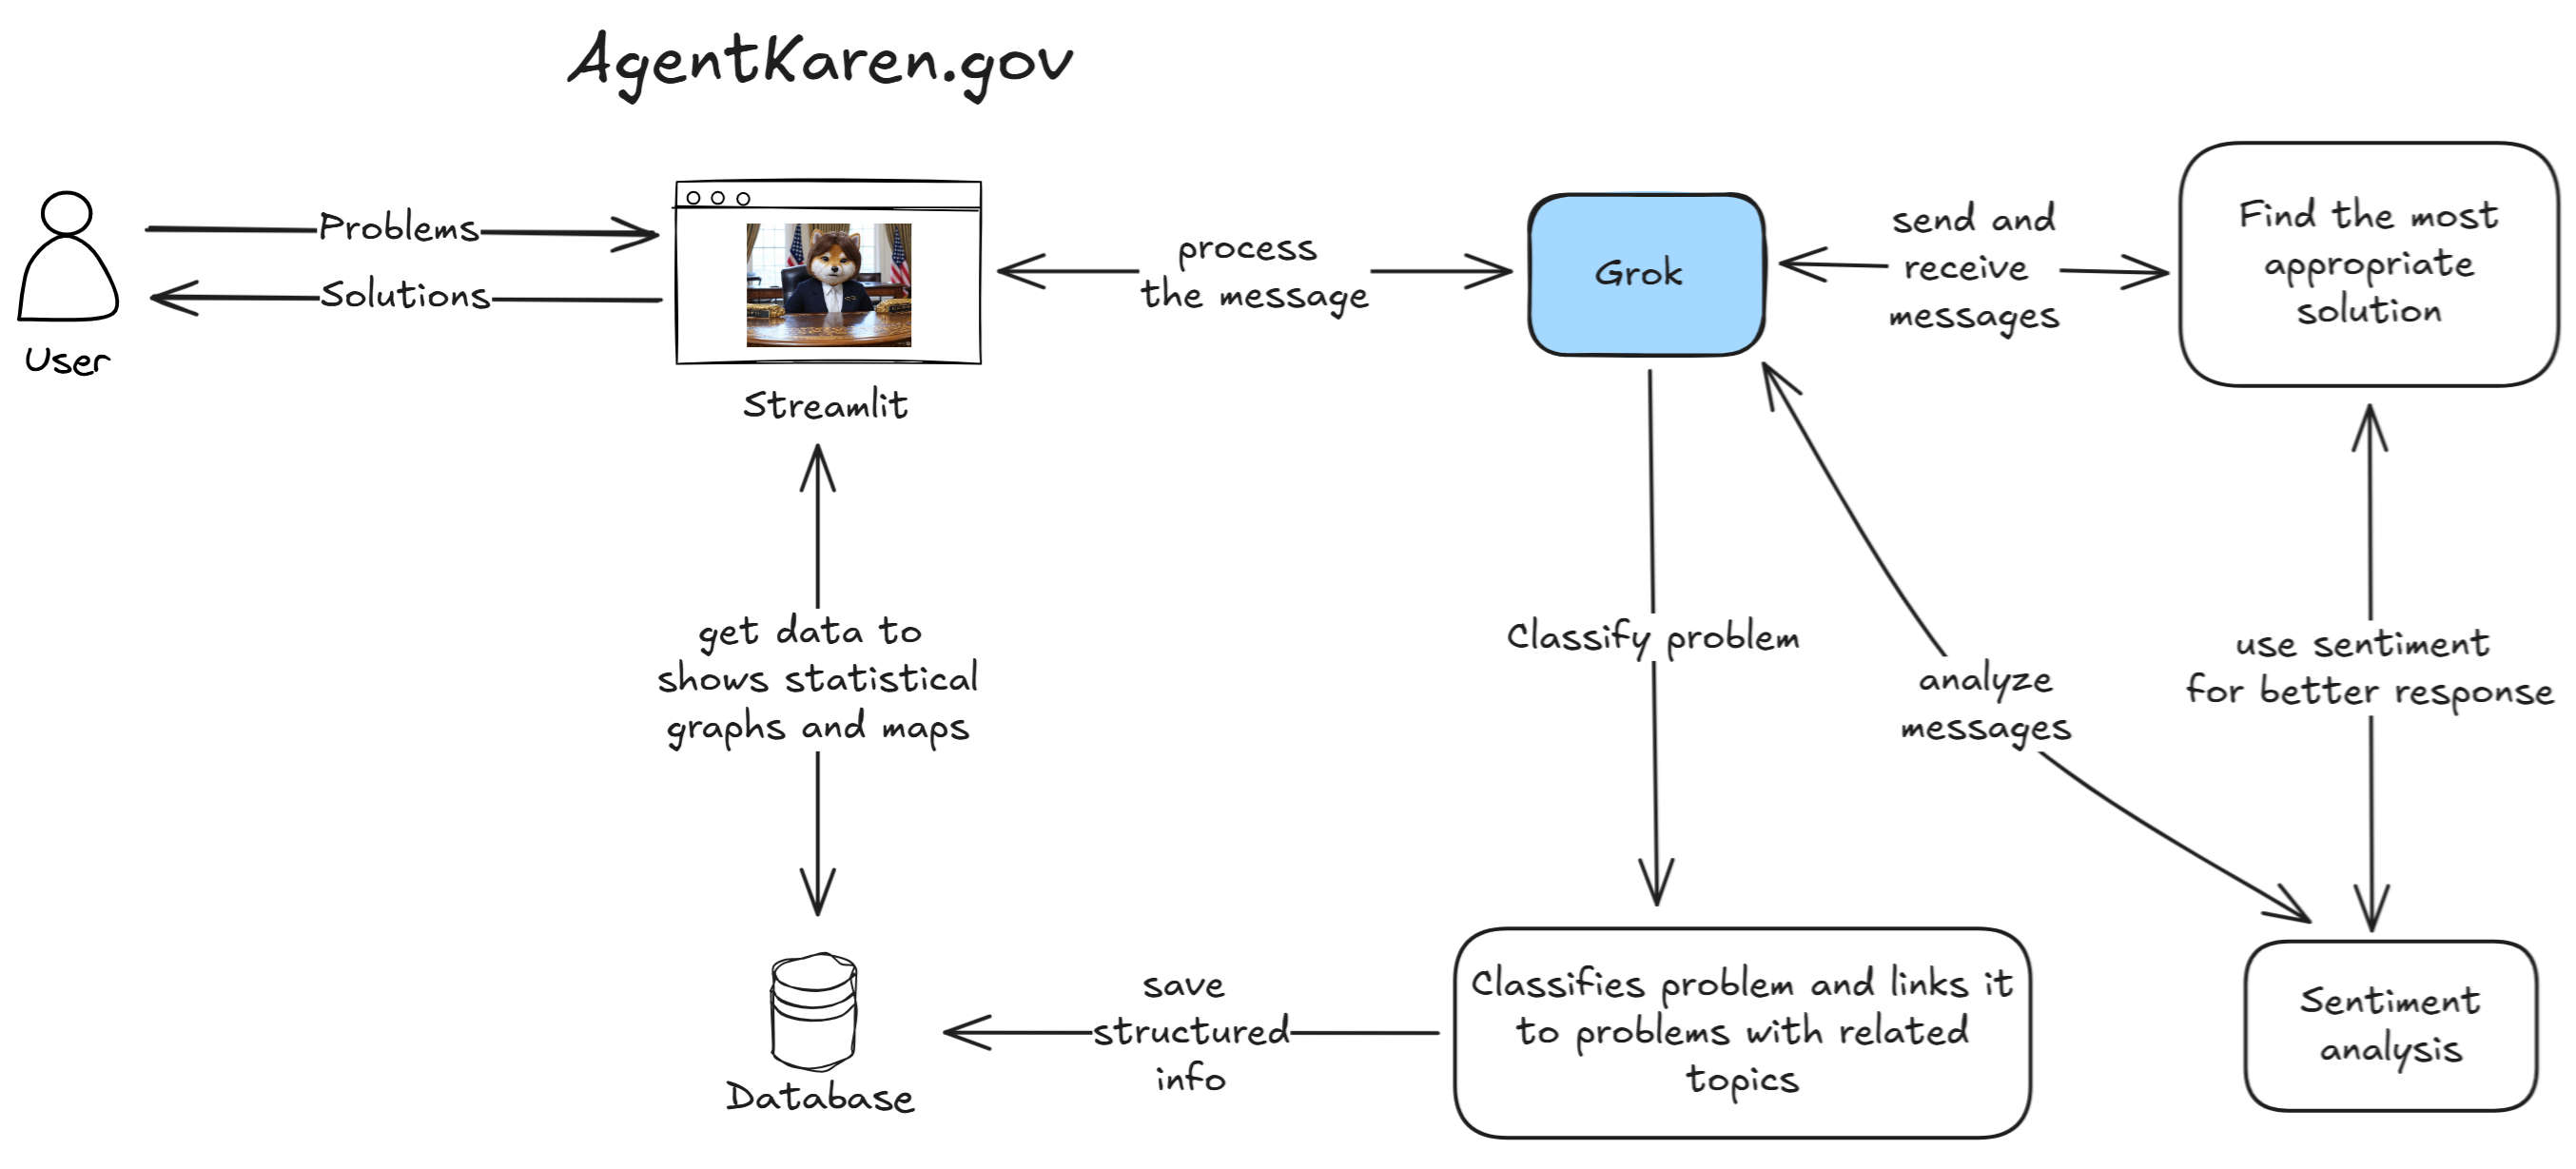 AgentKaren.gov
Problems
Solutions
User
Streamlit
process
the message
Grok
send and
receive
messages
Find the most
appropriate
solution
get data to
shows statistical
graphs and maps
Classify problem
analyze
messages
use sentiment
for better response
Database
save
structured
info
Classifies problem and links it
to problems with related
topics
Sentiment
analysis